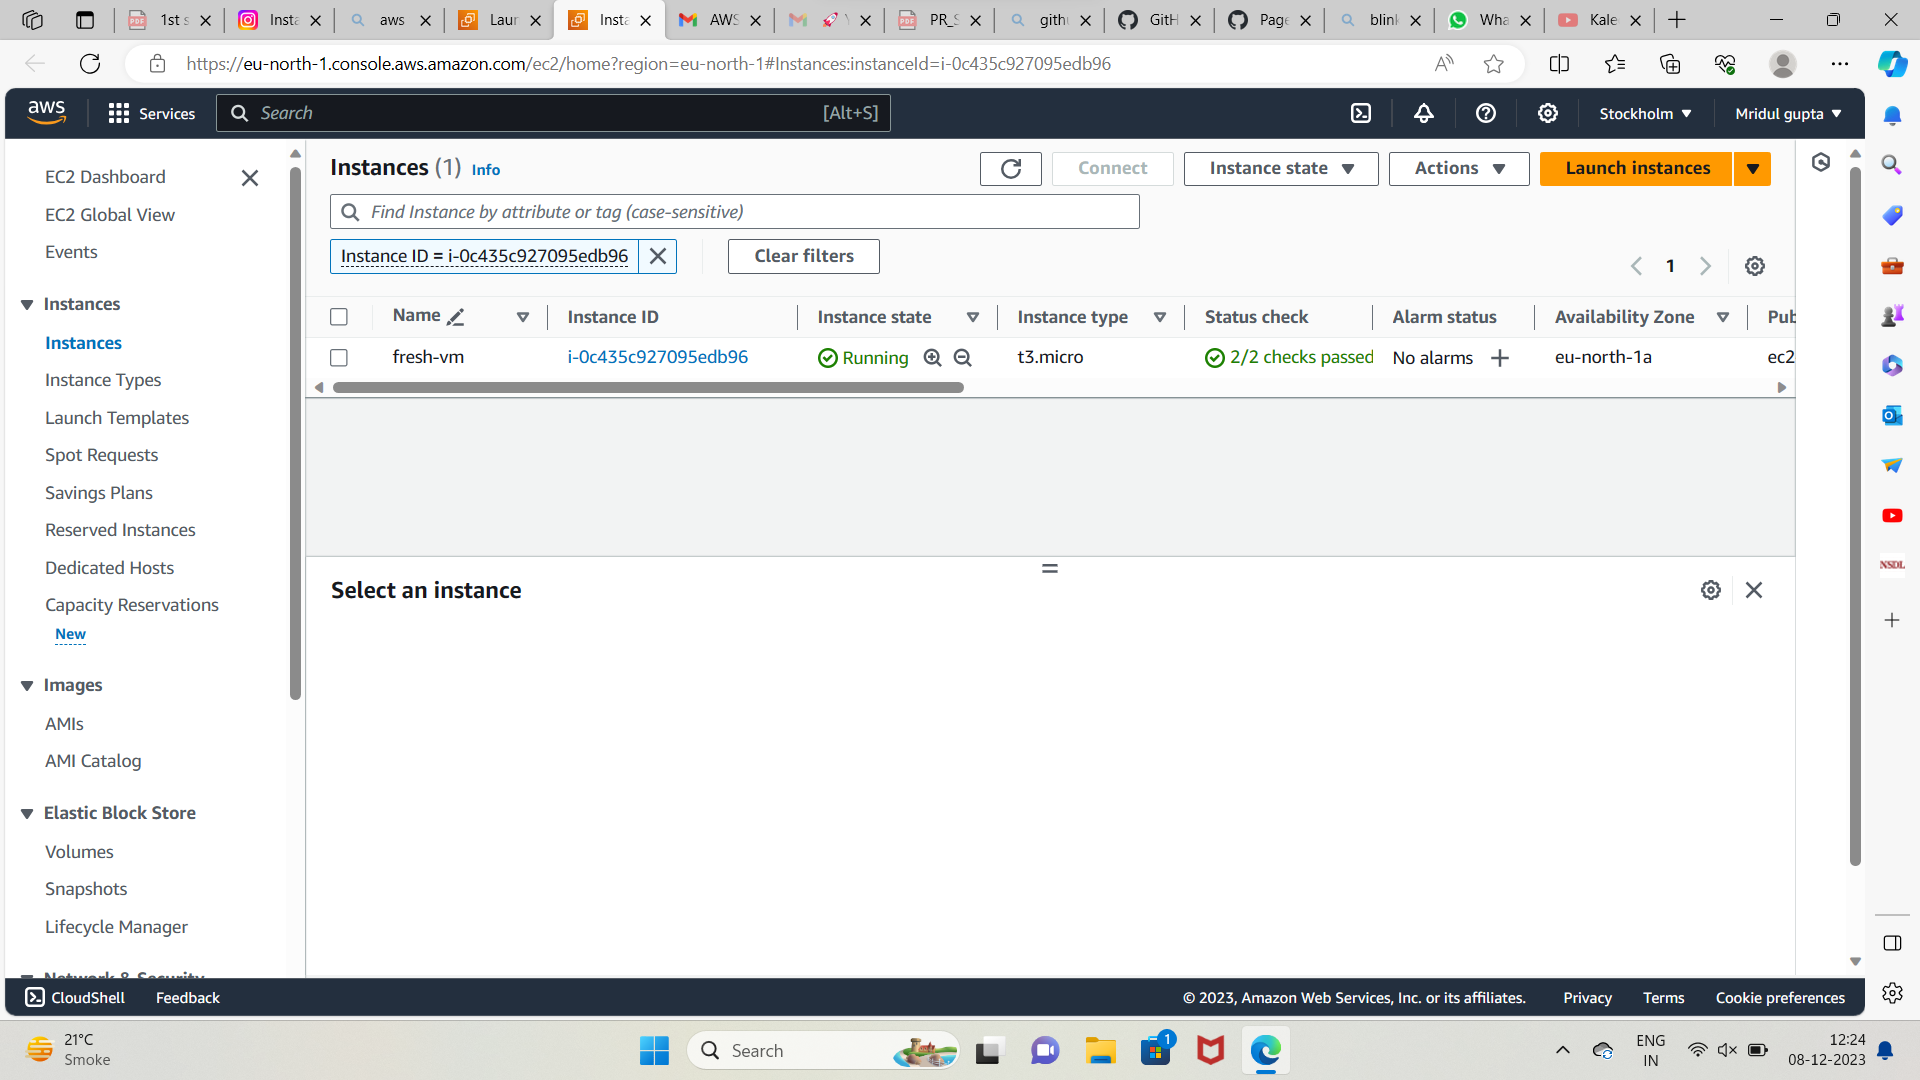 1st s
Insta
aws
Laun
Insta
AWS
Y
PR_S
githu
GitH
Page
blink
Wha
Kale
https://eu-north-1.console.aws.amazon.com/ec2/home?region=eu-north-1#Instances:instanceId=i-0c435c927095edb96
aws
Services
Search
[Alt+S]
Stockholm
Mridul gupta
EC2 Dashboard
EC2 Global View
Events
Instances
Instances
Instance Types
Launch Templates
Spot Requests
Savings Plans
Reserved Instances
Dedicated Hosts
Capacity Reservations
New
Images
AMIs
AMI Catalog
Elastic Block Store
Volumes
Snapshots
Lifecycle Manager
Network & Security
Instances (1) Info
Connect
Instance state
Actions
Launch instances
Find Instance by attribute or tag (case-sensitive)
Instance ID = i-0c435c927095edb96
Clear filters
1
Name Instance ID Instance state Instance type Status check Alarm status Availability Zone Pub
fresh-vm i-0c435c927095edb96 Running t3.micro 2/2 checks passed No alarms eu-north-1a ec2
Select an instance
NSDL
CloudShell
Feedback
© 2023, Amazon Web Services, Inc. or its affiliates.
Privacy
Terms
Cookie preferences
21°C
Smoke
Search
1
ENG
IN
12:24
08-12-2023